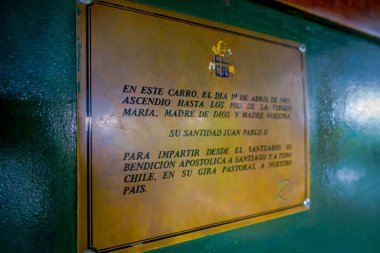 EN ESTE CARRO, EL DIA 1º DE ABRIL DE 1987,
ASCENDIO HASTA LOS PIES DE LA VIRGEN
MARIA, MADRE DE DIOS Y MADRE NUESTRA,
SU SANTIDAD JUAN PABLO II
PARA IMPARTIR DESDE EL SANTUARIO, SU
BENDICION APOSTOLICA A SANTIAGO Y A TODO
CHILE, EN SU GIRA PASTORAL A NUESTRO
PAIS.